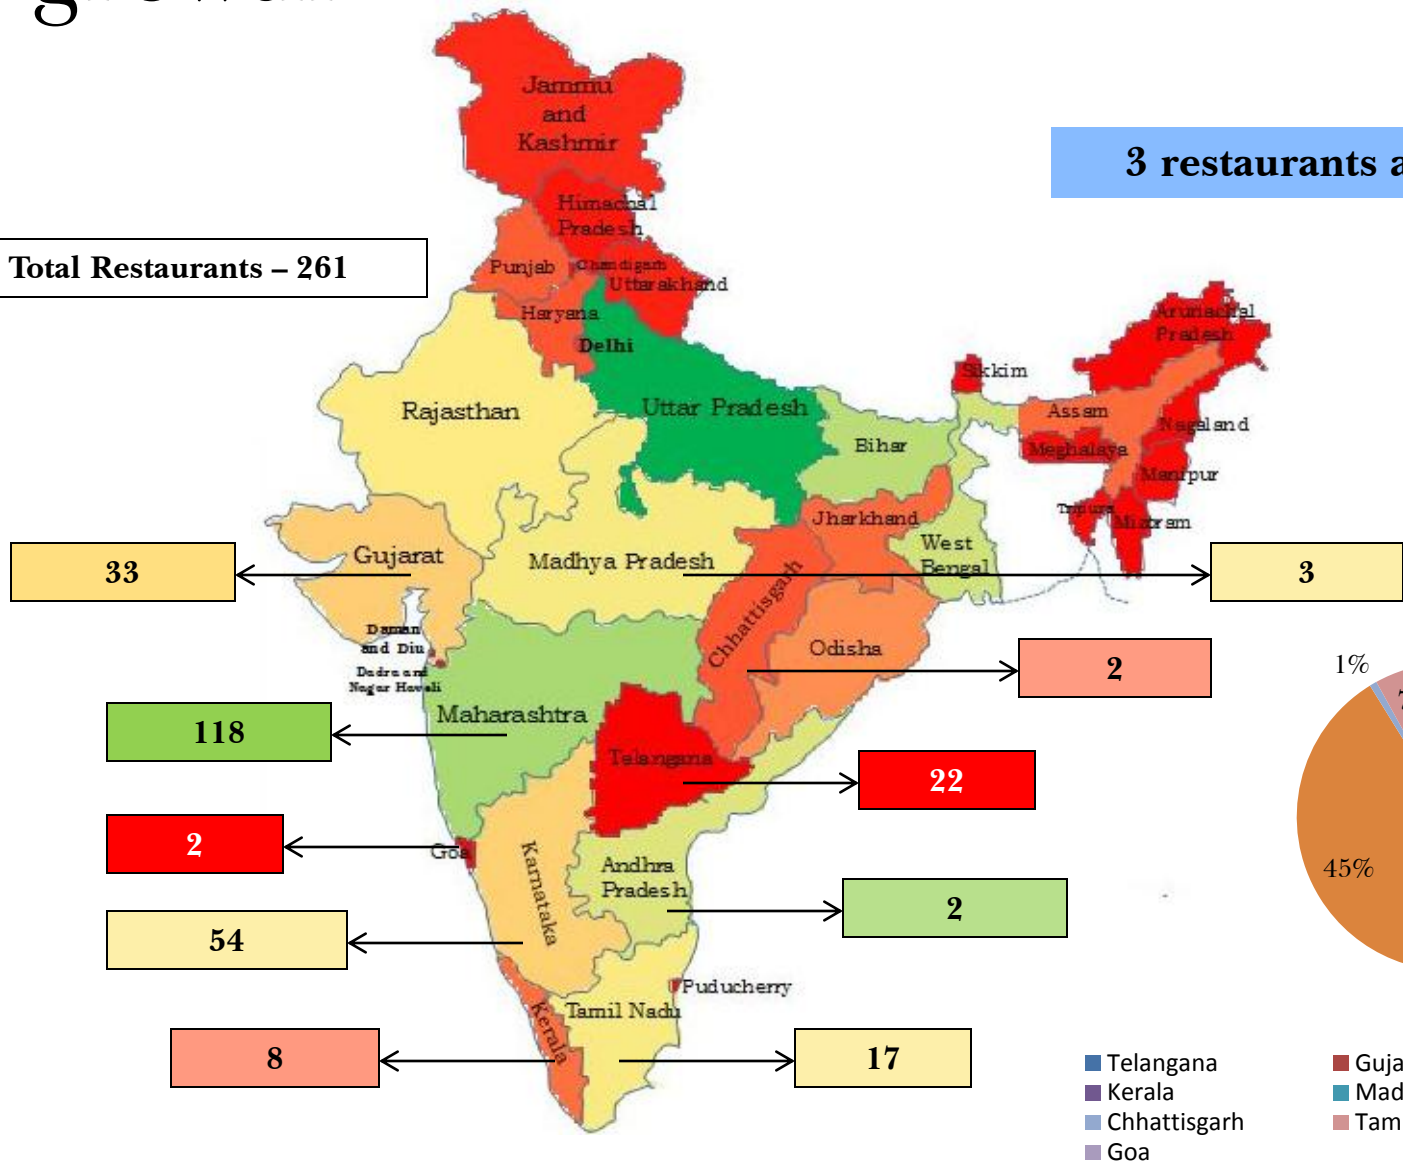 Jammu
and
Kashmir
3 restaurants a
Himachal
Pradesh
Total Restaurants – 261
Punjab
Chandigarh
Uttarakhand
Haryana
Delhi
Arunachal
Pradesh
Sikkim
Rajasthan
Uttar Pradesh
Assam
Bihar
Nagaland
Meghalaya
Manipur
Tripura
Mizoram
Jharkhand
West
Bengal
Gujarat
Madhya Pradesh
33
3
Chhattisgarh
Daman
and Diu
Dadra and
Nagar Haveli
Odisha
2
1%
Maharashtra
118
Telangana
22
2
Goa
Karnataka
Andhra
Pradesh
45%
54
2
Puducherry
Tamil Nadu
Kerala
8
17
Telangana
Guja
Kerala
Mad
Chhattisgarh
Tam
Goa